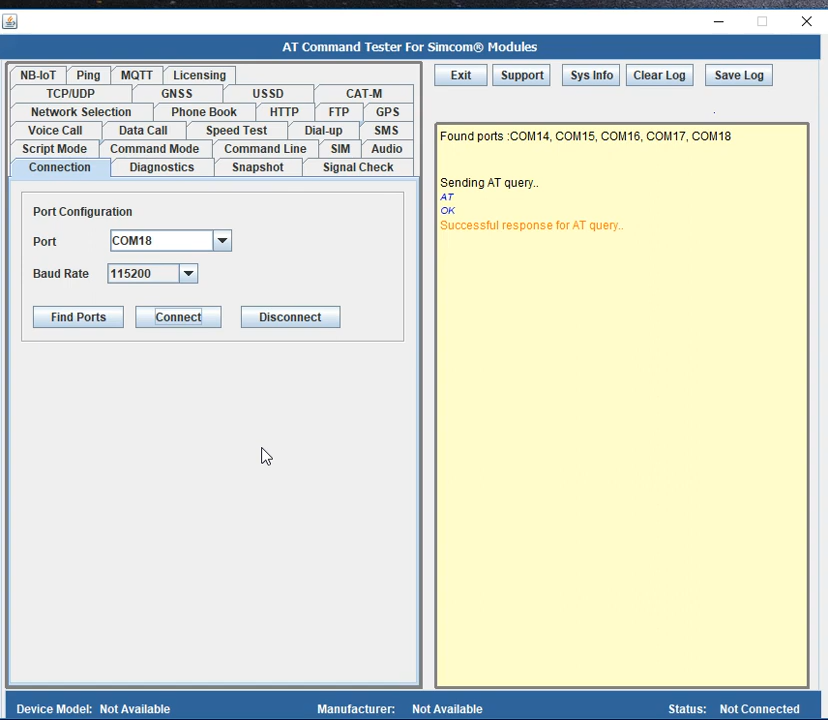 AT Command Tester For Simcom® Modules
NB-IoT Ping MQTT Licensing
TCP/UDP GNSS USSD CAT-M
Network Selection Phone Book HTTP FTP GPS
Voice Call Data Call Speed Test Dial-up SMS
Script Mode Command Mode Command Line SIM Audio
Connection Diagnostics Snapshot Signal Check
Port Configuration
Port COM18
Baud Rate 115200
Find Ports Connect Disconnect
Exit Support Sys Info Clear Log Save Log
Found ports :COM14, COM15, COM16, COM17, COM18
Sending AT query..
AT
OK
Successful response for AT query..
Device Model: Not Available Manufacturer: Not Available Status: Not Connected